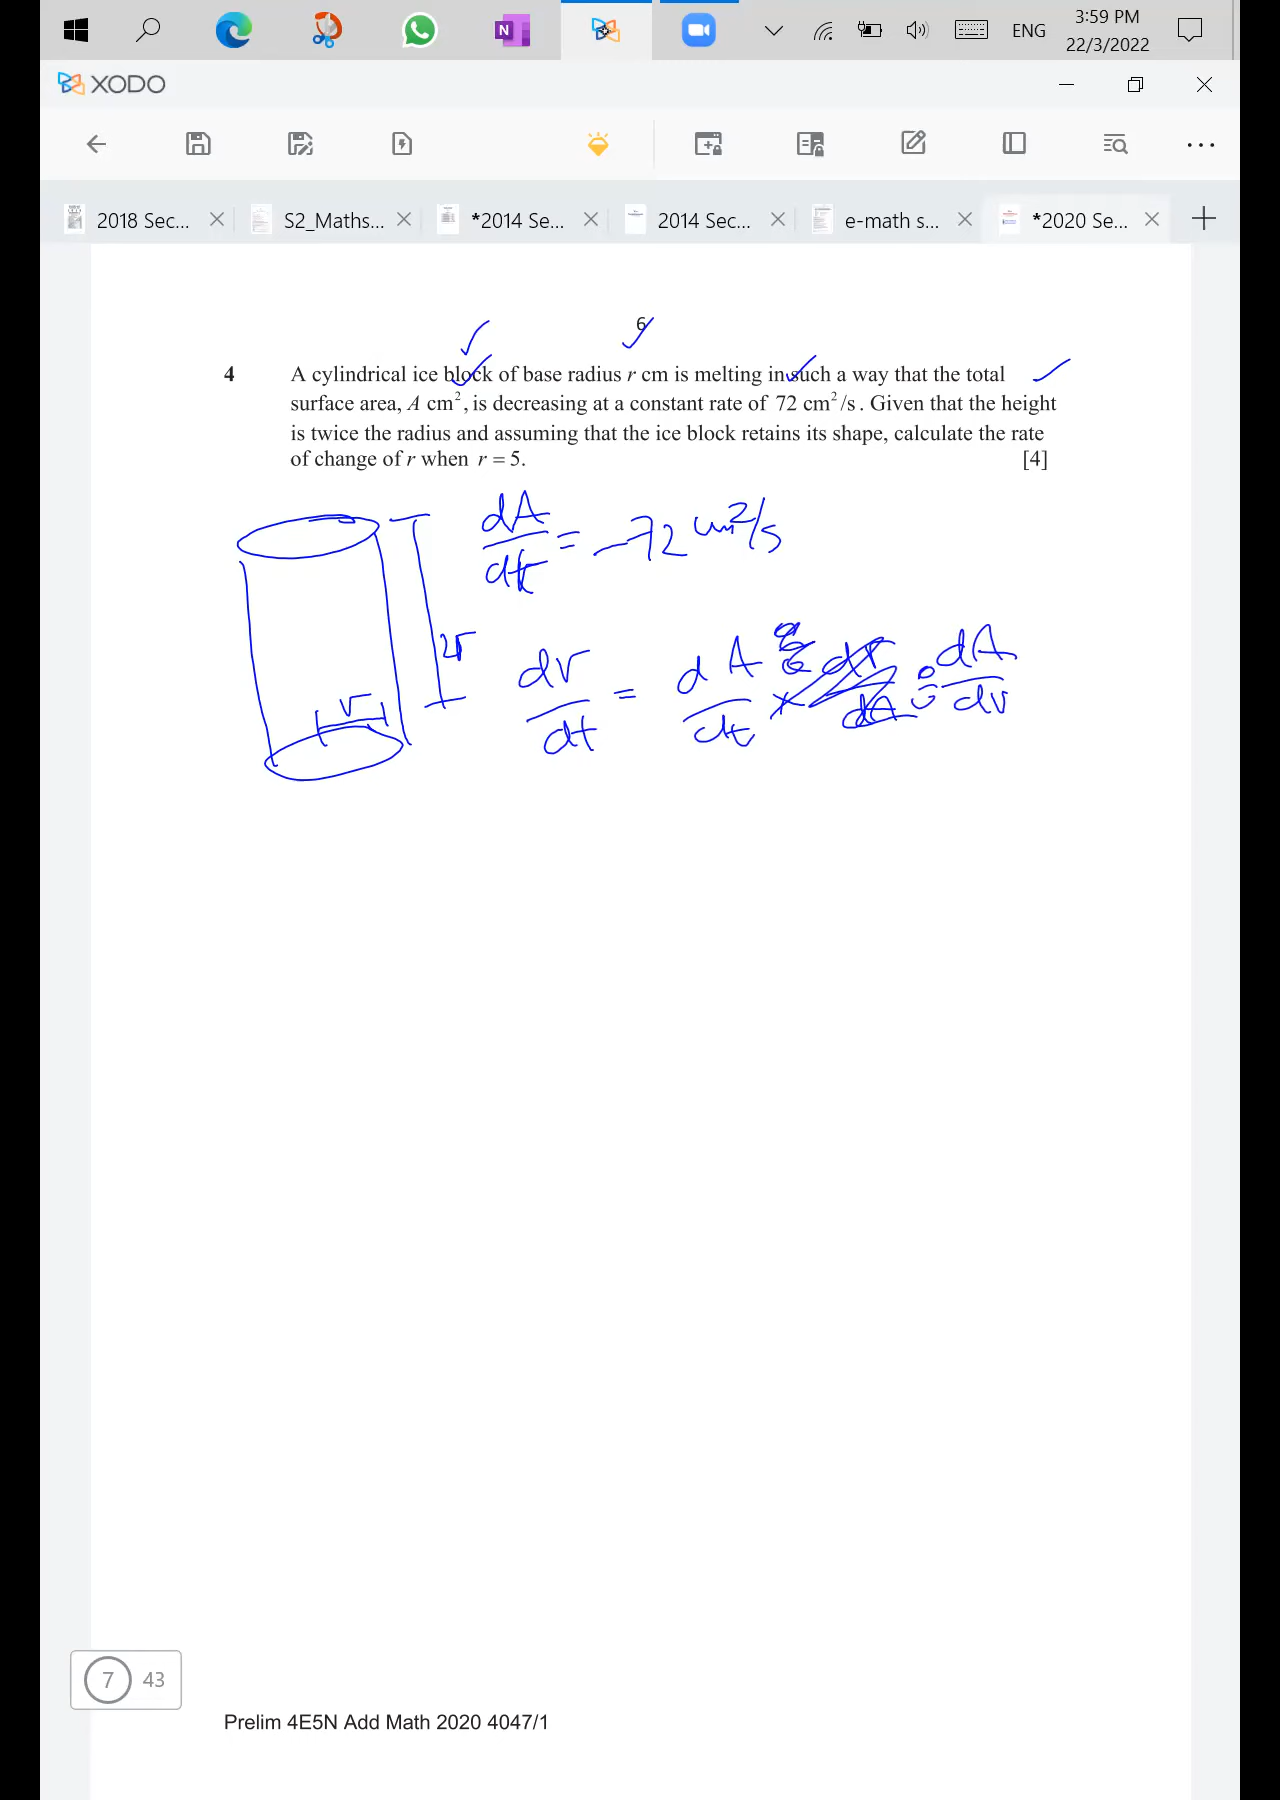 3:59 PM
ENG
22/3/2022
XODO
2018 Sec...
S2_Maths...
*2014 Se...
2014 Sec...
e-math s...
*2020 Se...
6
4 A cylindrical ice block of base radius r cm is melting in such a way that the total
surface area, A cm², is decreasing at a constant rate of 72 cm²/s. Given that the height
is twice the radius and assuming that the ice block retains its shape, calculate the rate
of change of r when r = 5. [4]
dA/dt = -72 cm²/s
2r
r
dr/dt = dA/dt ÷ dA/dr
7 43
Prelim 4E5N Add Math 2020 4047/1